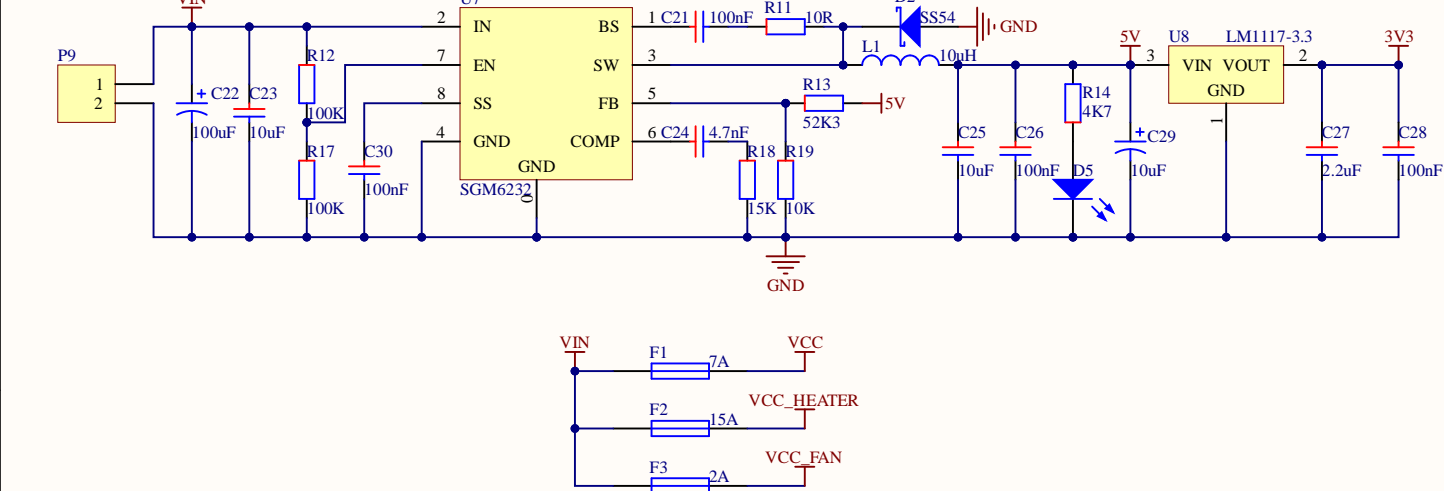 VIN
U7
D2
2 IN
BS 1 C21 100nF R11 10R
SS54 GND
P9
R12
7 EN
SW 3
L1 10uH
5V
U8 LM1117-3.3
3V3
1
2
3 VIN VOUT 2
GND
1
C22 C23
100uF 10uF
100K
8 SS
FB 5
R13
52K3
5V
R14
4K7
4 GND
COMP 6 C24 4.7nF
GND
0
SGM6232
R17
100K
C30
100nF
R18 R19
15K 10K
C25
10uF
C26
100nF
D5
C29
10uF
C27
2.2uF
C28
100nF
GND
VIN
F1 7A VCC
F2 15A VCC_HEATER
F3 2A VCC_FAN